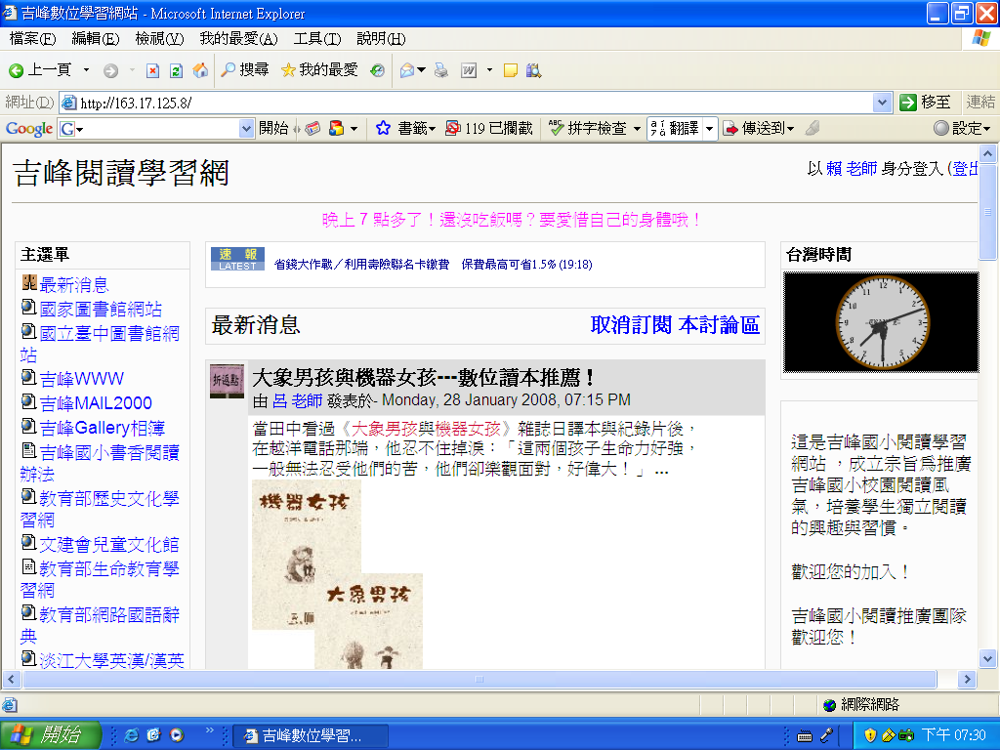 吉峰數位學習網站 - Microsoft Internet Explorer
檔案(F) 編輯(E) 檢視(V) 我的最愛(A) 工具(T) 說明(H)
上一頁 搜尋 我的最愛
網址(D) http://163.17.125.8/ 移至 連結
Google 開始 書籤 119 已攔截 拼字檢查 翻譯 傳送到 設定
吉峰閱讀學習網
以 賴 老師 身分登入 (登出
晚上 7 點多了！還沒吃飯嗎？要愛惜自己的身體哦！
主選單
最新消息
國家圖書館網站
國立臺中圖書館網
站
吉峰WWW
吉峰MAIL2000
吉峰Gallery相簿
吉峰國小書香閱讀
辦法
教育部歷史文化學
習網
文建會兒童文化館
教育部生命教育學
習網
教育部網路國語辭
典
淡江大學英漢/漢英
速 報
LATEST
省錢大作戰／利用壽險聯名卡繳費 保費最高可省1.5% (19:18)
最新消息 取消訂閱 本討論區
折返點
大象男孩與機器女孩---數位讀本推薦！
由 呂 老師 發表於- Monday, 28 January 2008, 07:15 PM
當田中看過《大象男孩與機器女孩》雜誌日譯本與紀錄片後，
在越洋電話那端，他忍不住掉淚：「這兩個孩子生命力好強，
一般無法忍受他們的苦，他們卻樂觀面對，好偉大！」...
機器女孩
大象男孩
台灣時間
12
1
2
3
4
5
6
7
8
9
10
11
這是吉峰國小閱讀學習
網站 ，成立宗旨為推廣
吉峰國小校園閱讀風
氣，培養學生獨立閱讀
的興趣與習慣。
歡迎您的加入！
吉峰國小閱讀推廣團隊
歡迎您！
網際網路
開始 吉峰數位學習... 下午 07:30